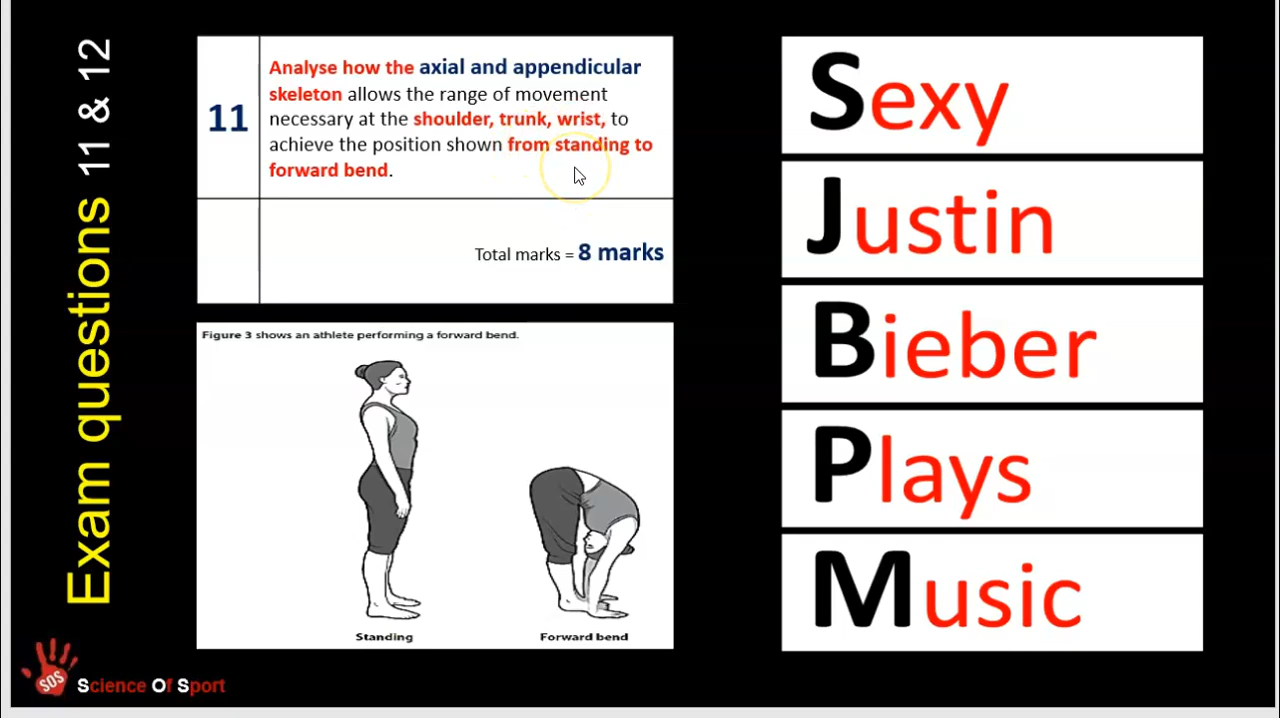 Exam questions 11 & 12
11
Analyse how the axial and appendicular
skeleton allows the range of movement
necessary at the shoulder, trunk, wrist, to
achieve the position shown from standing to
forward bend.
Total marks = 8 marks
Figure 3 shows an athlete performing a forward bend.
Standing
Forward bend
Sexy
Justin
Bieber
Plays
Music
SOS
Science Of Sport